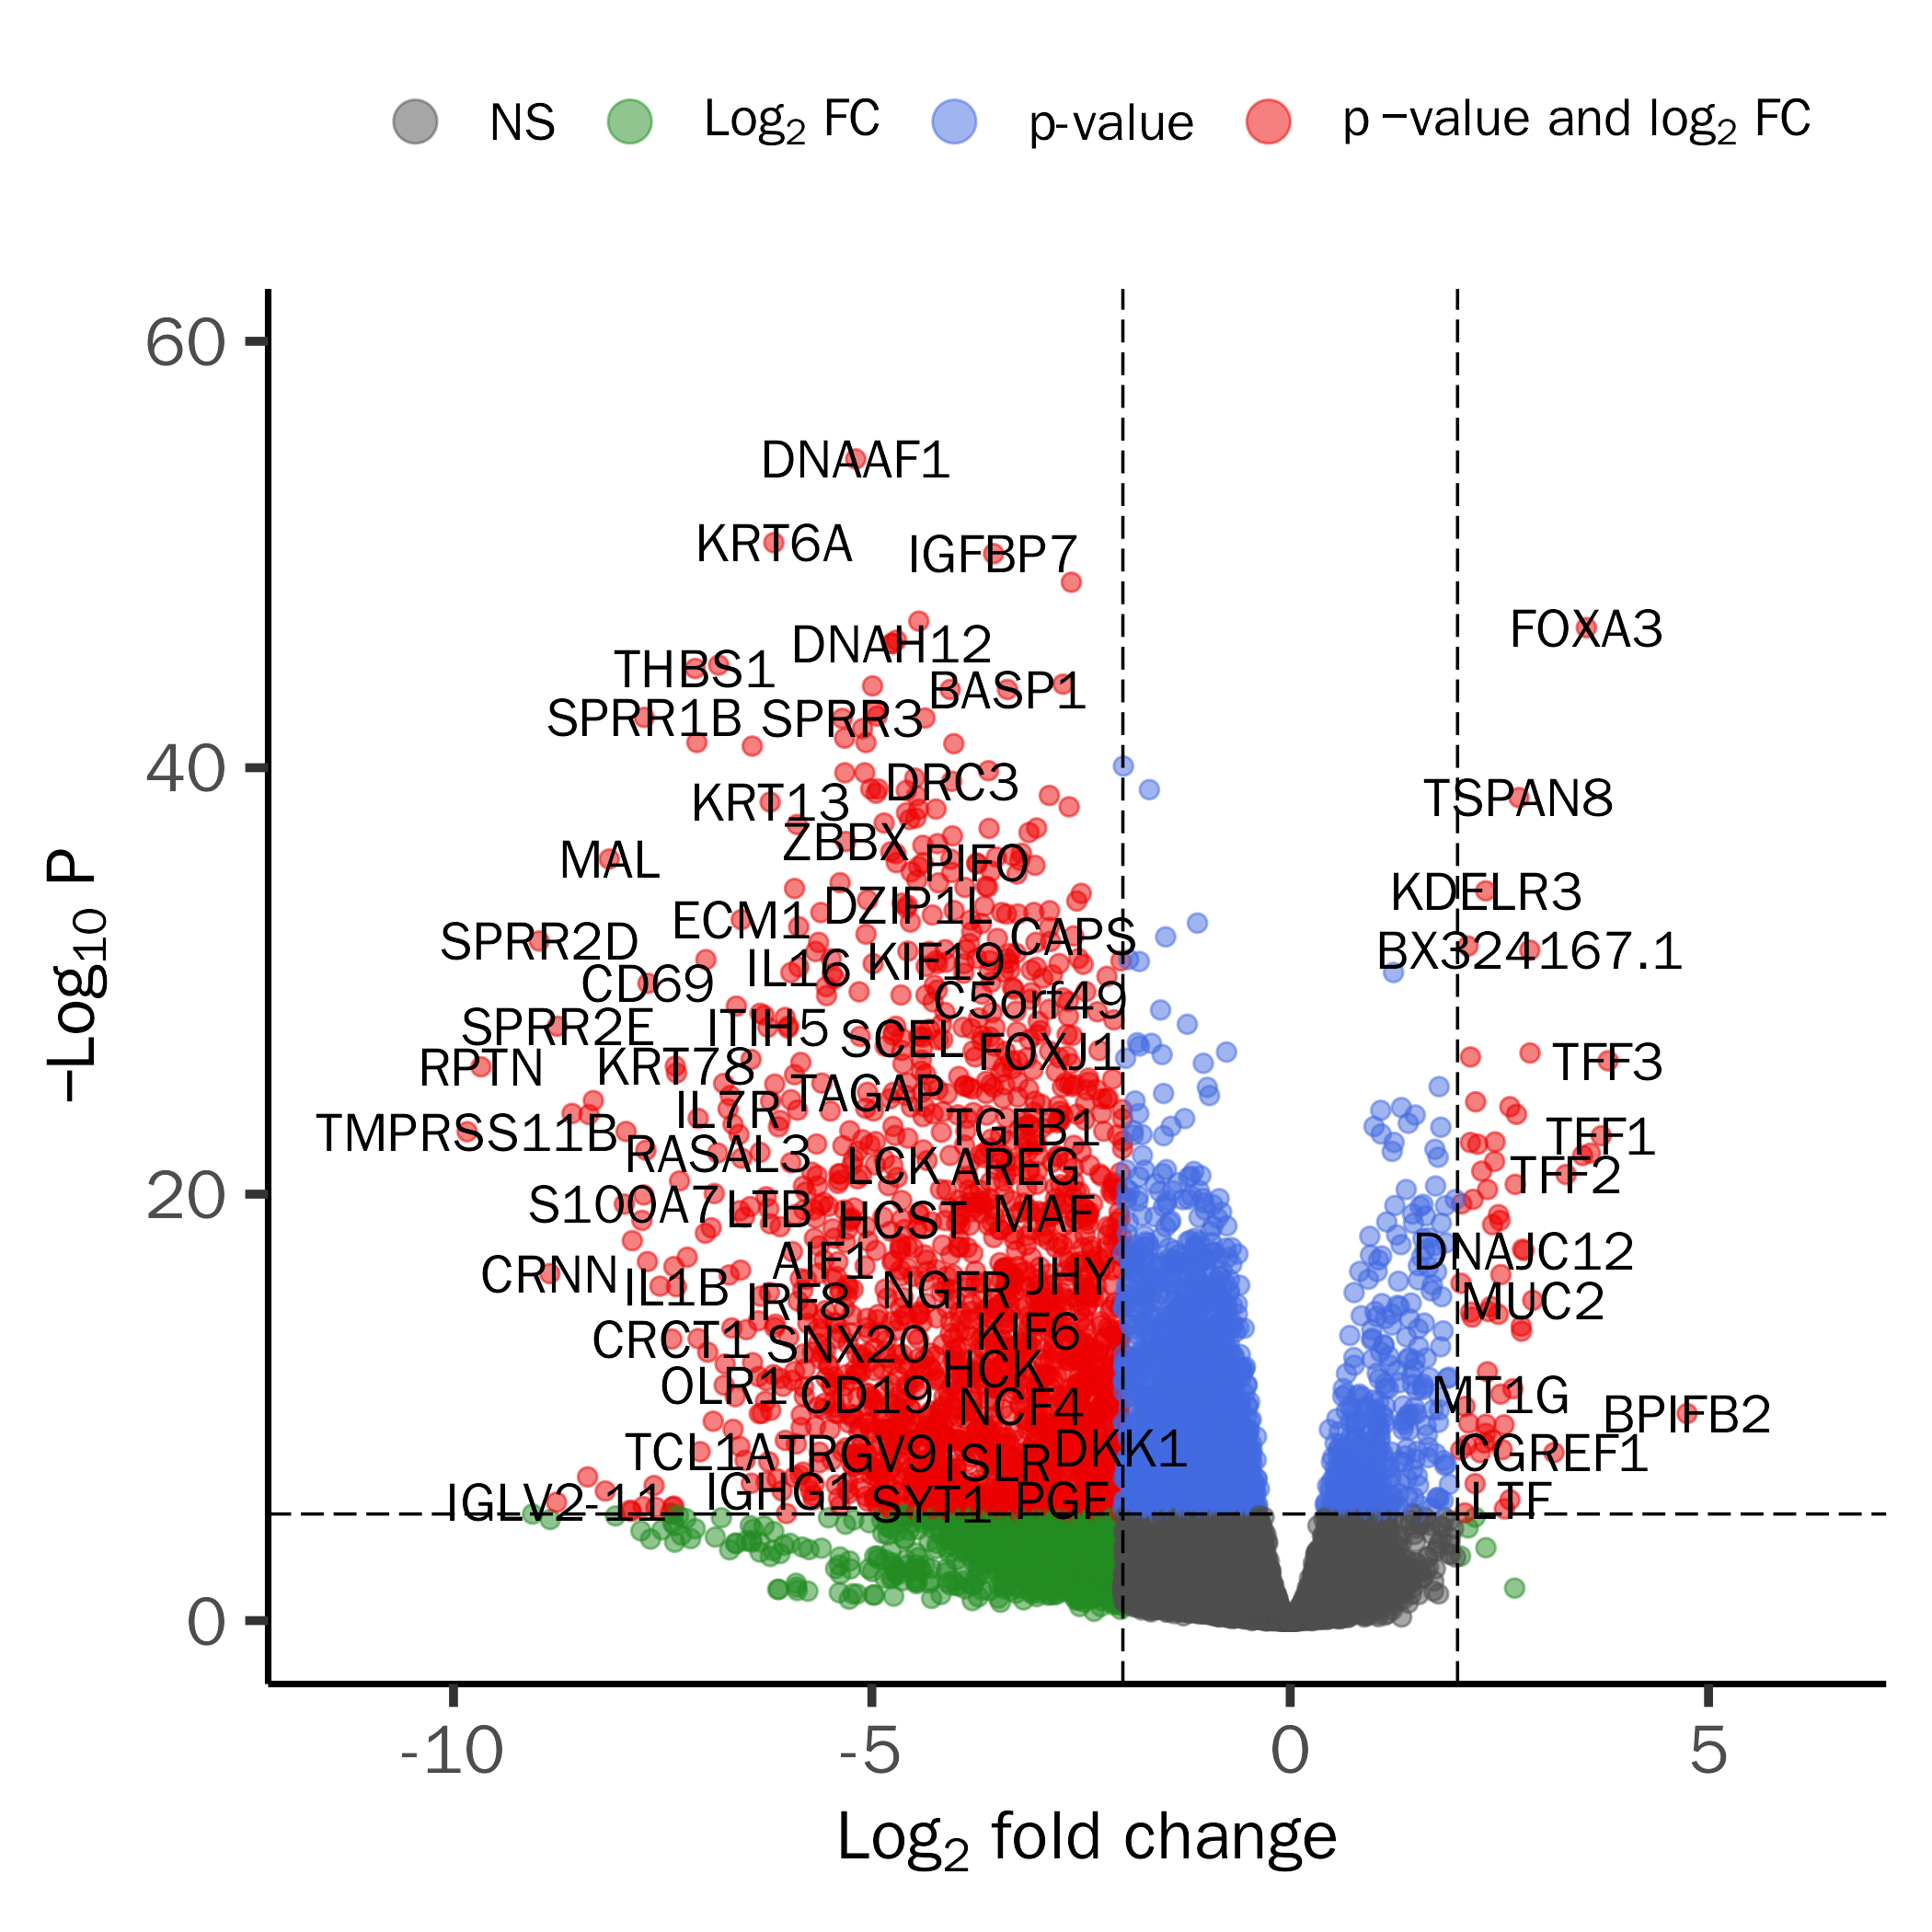 NS Log2 FC p-value p −value and log2 FC
60
DNAAF1
KRT6A IGFBP7
FOXA3
DNAH12
THBS1
BASP1
SPRR1B SPRR3
40
DRC3 TSPAN8
KRT13
ZBBX
MAL PIFO
KDELR3
DZIP1L
ECM1
SPRR2D CAPS
BX324167.1
IL16 KIF19
CD69
C5orf49
SPRR2E ITIH5
SCEL
FOXJ1
RPTN KRT78 TFF3
TAGAP
IL7R
TGFB1
TMPRSS11B TFF1
RASAL3
LCK AREG
TFF2
20
S100A7 LTB
HCST MAF
DNAJC12
AIF1
CRNN JHY
IL1B NGFR
IRF8 MUC2
KIF6
CRCT1 SNX20
HCK
OLR1
CD19 MT1G
NCF4 BPIFB2
TCL1A TRGV9 DKK1 CGREF1
ISLR
IGHG1
IGLV2-11 SYT1 PGF LTF
0
-10 -5 0 5
Log2 fold change
−Log10 P